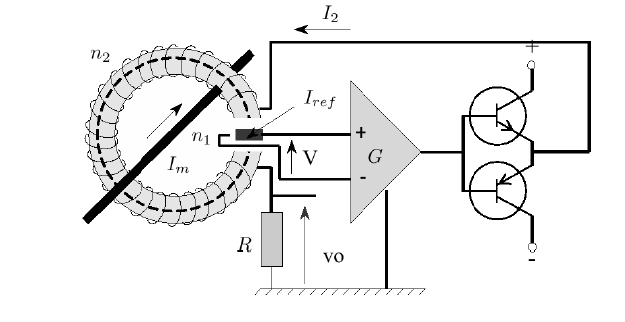 I2
n2
+
Iref
n1
+
V
G
Im
-
R
vo
-